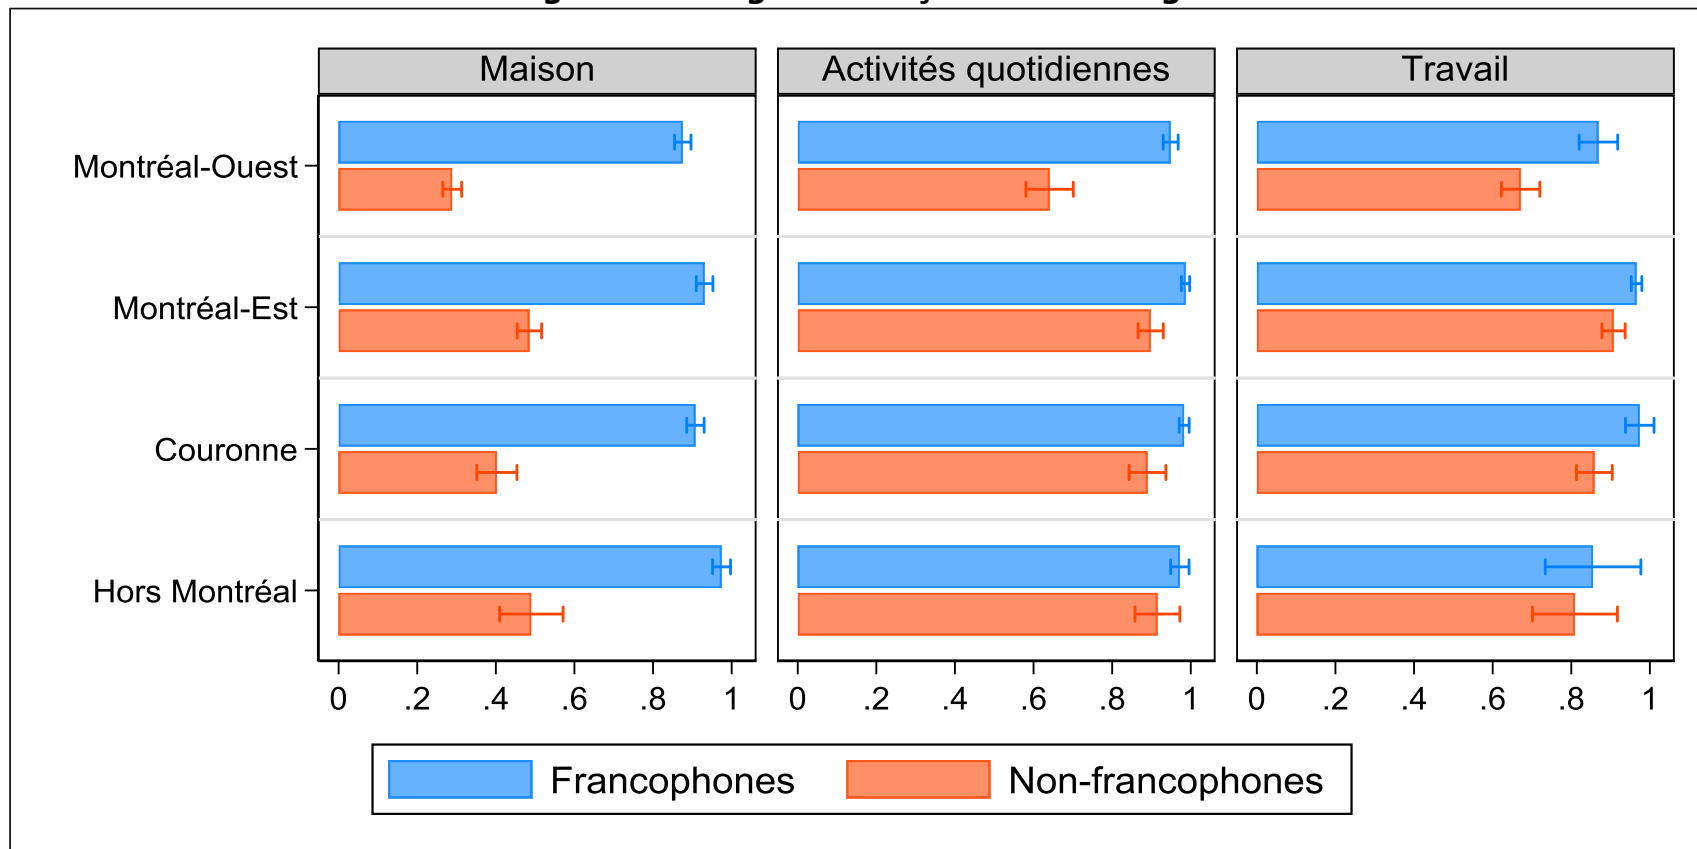 Maison Activités quotidiennes Travail
Montréal-Ouest
Montréal-Est
Couronne
Hors Montréal
0 .2 .4 .6 .8 1 0 .2 .4 .6 .8 1 0 .2 .4 .6 .8 1
Francophones Non-francophones